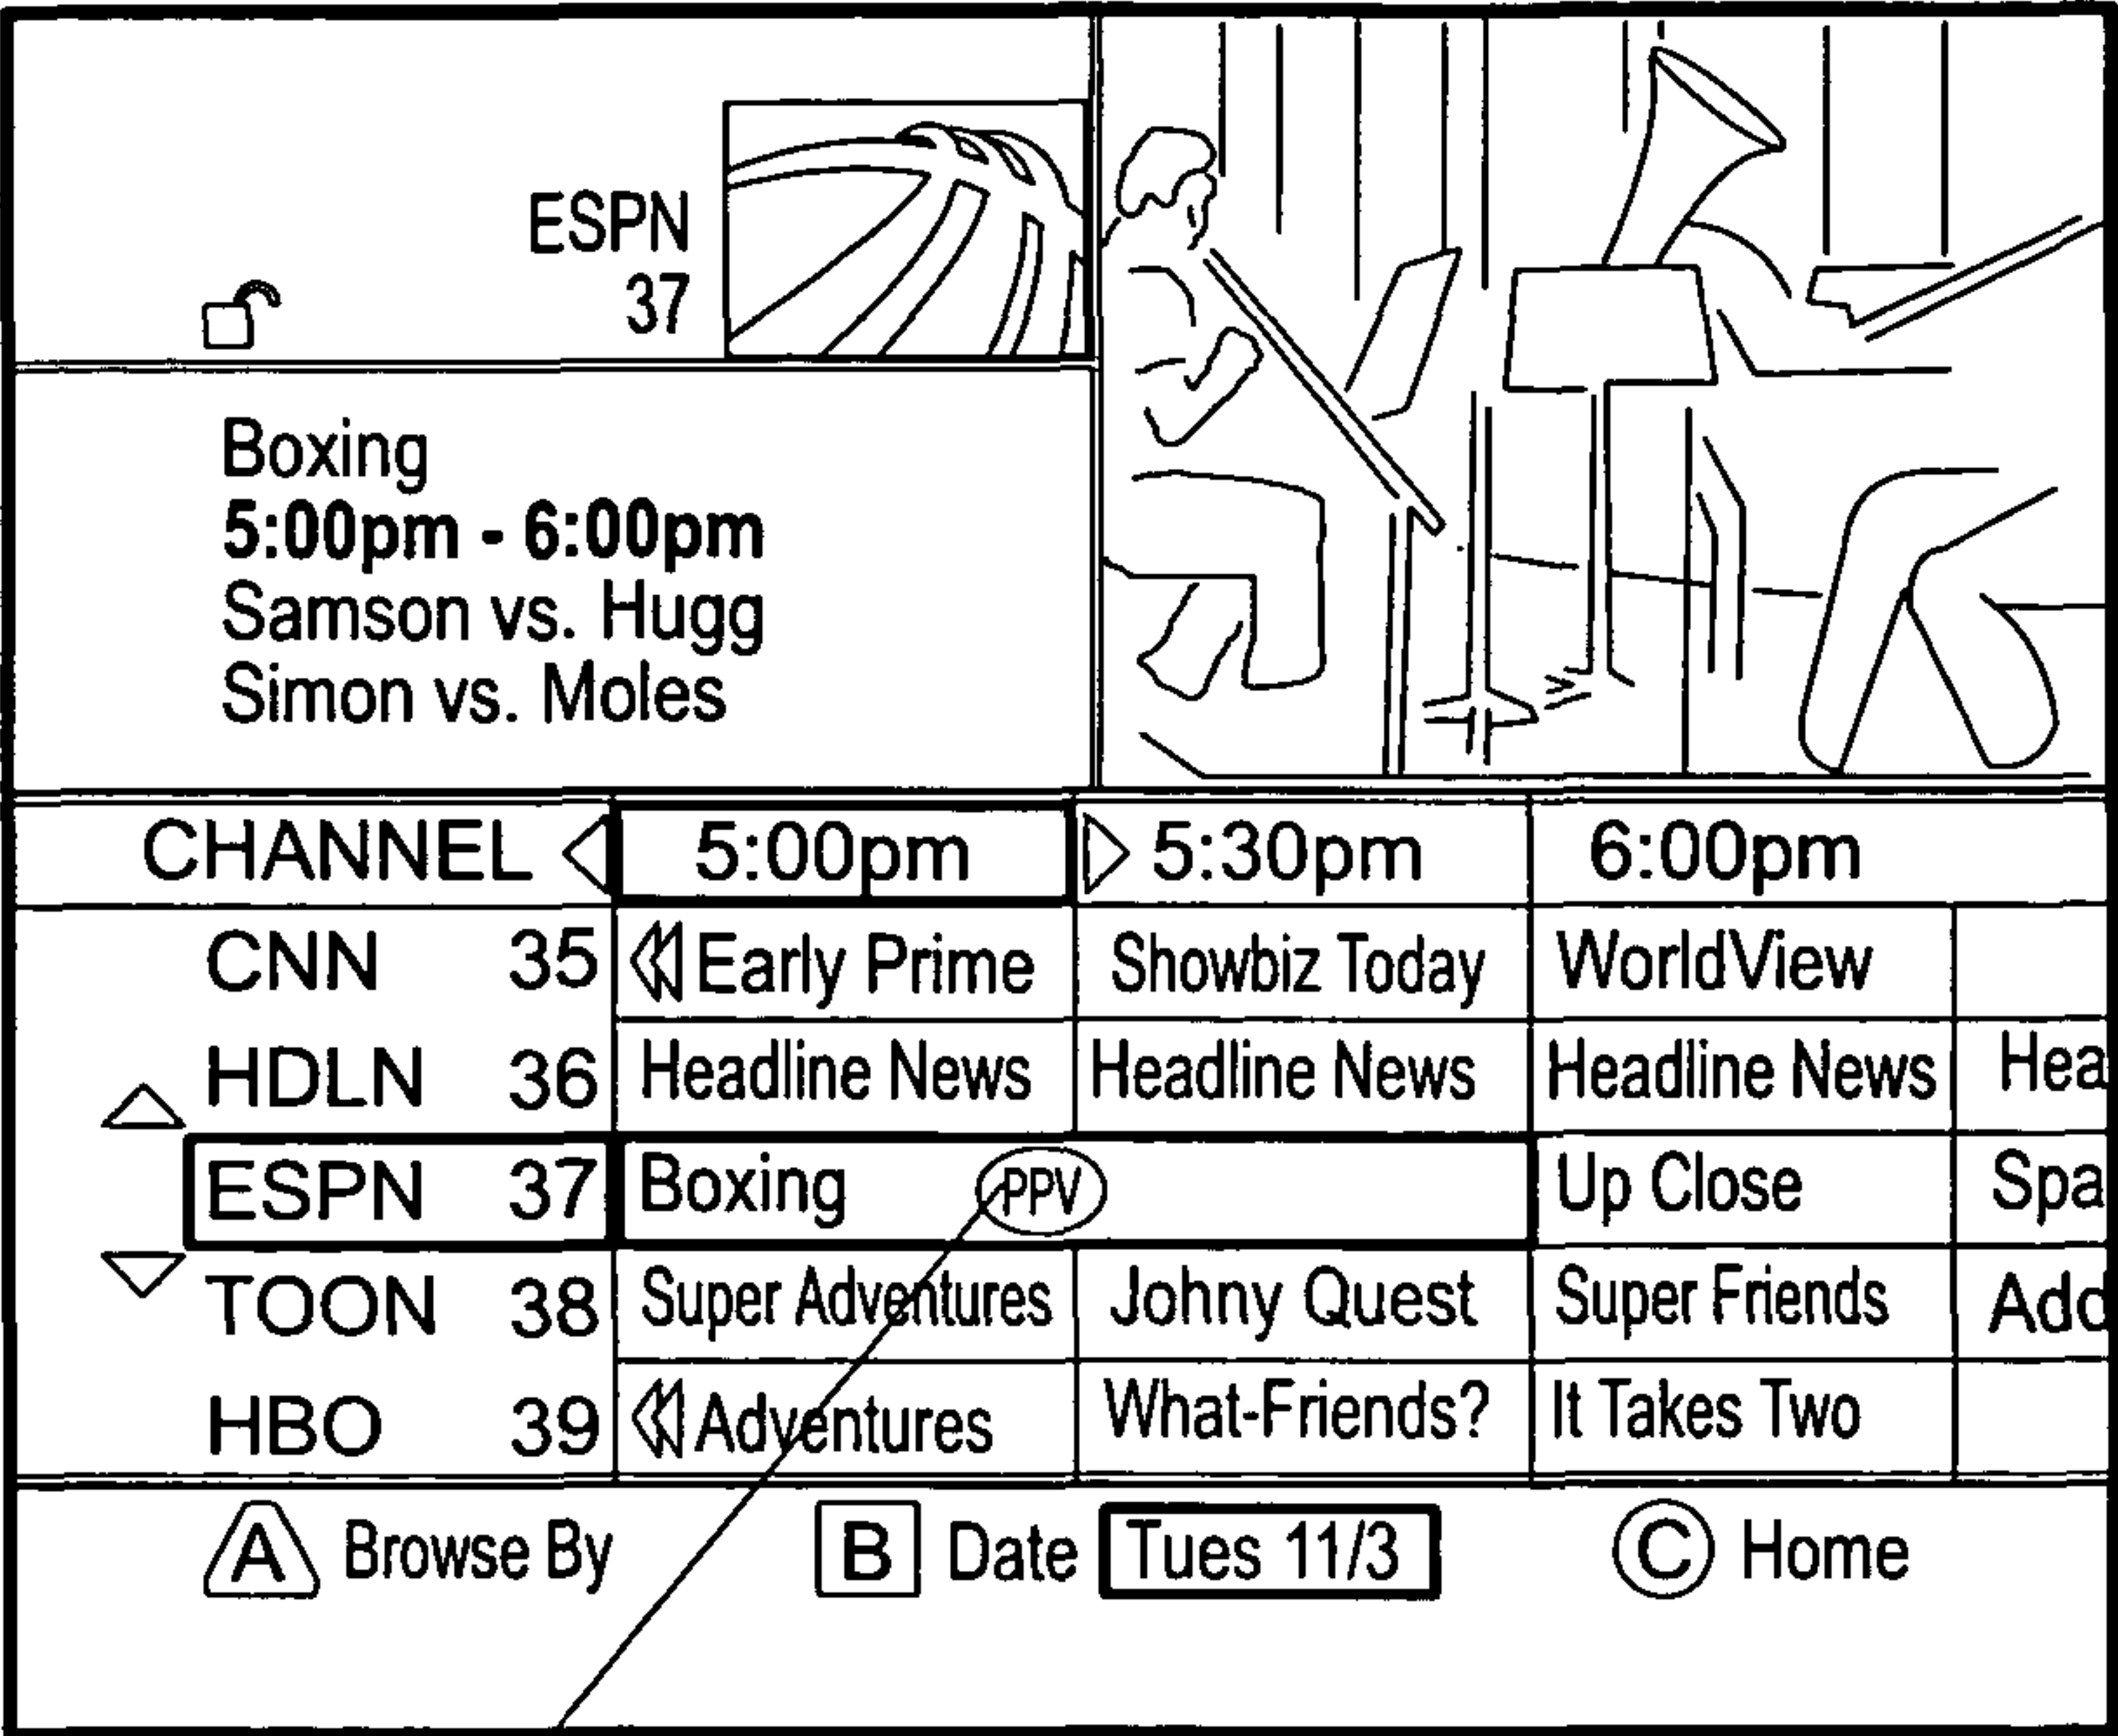 ESPN
37
Boxing
5:00pm - 6:00pm
Samson vs. Hugg
Simon vs. Moles
CHANNEL 5:00pm 5:30pm 6:00pm
CNN 35 Early Prime Showbiz Today WorldView
HDLN 36 Headline News Headline News Headline News Hea
ESPN 37 Boxing PPV Up Close Spa
TOON 38 Super Adventures Johny Quest Super Friends Add
HBO 39 Adventures What-Friends? It Takes Two
A Browse By B Date Tues 11/3 C Home